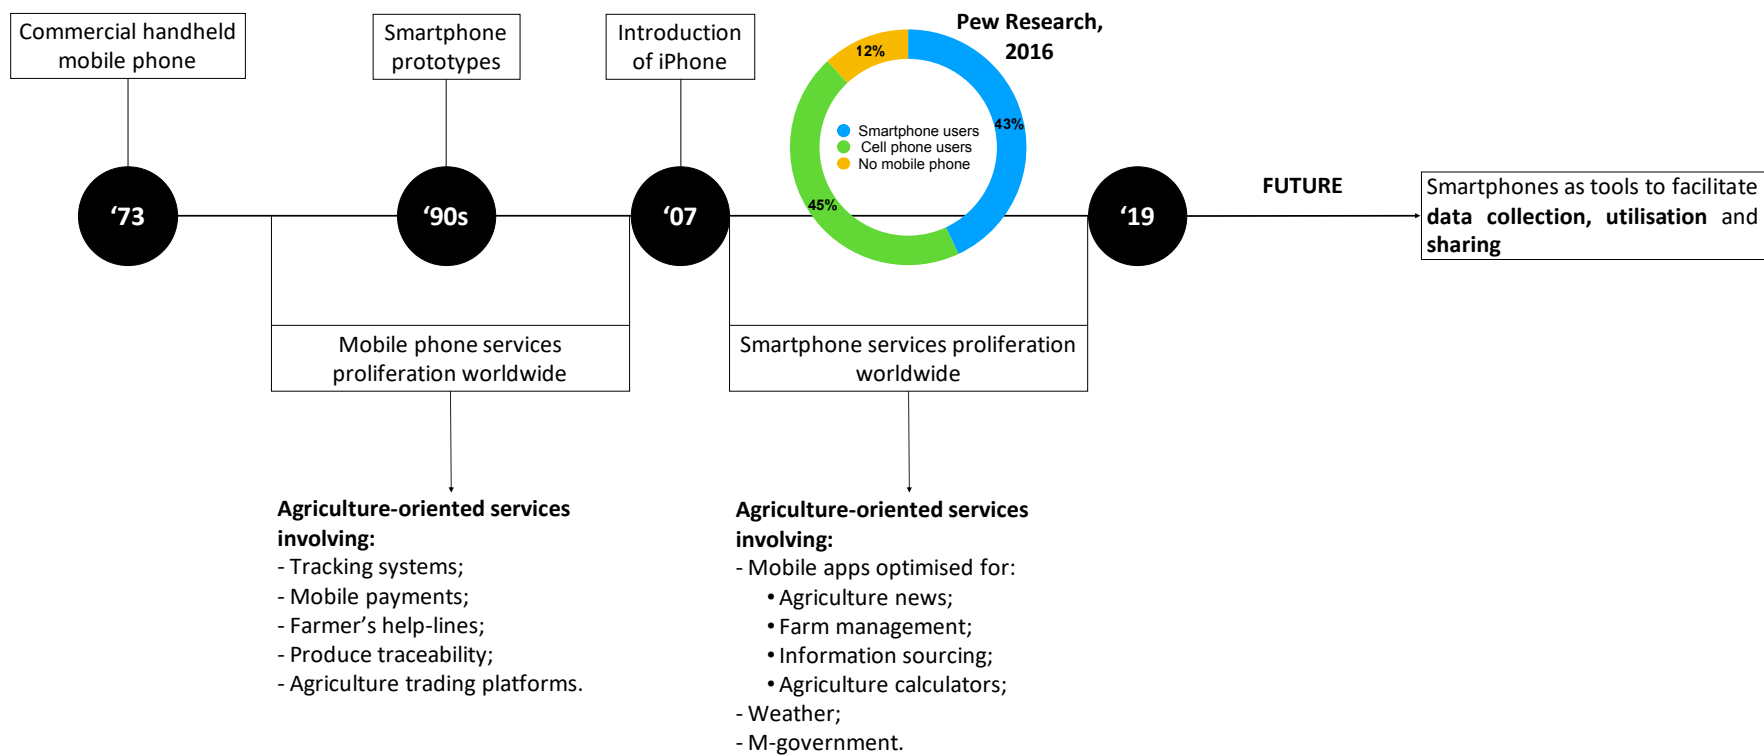 Commercial handheld
mobile phone
Smartphone
prototypes
Introduction
of iPhone
Pew Research,
2016
12%
43%
45%
Smartphone users
Cell phone users
No mobile phone
‘73
‘90s
‘07
‘19
FUTURE
Smartphones as tools to facilitate
data collection, utilisation and
sharing
Mobile phone services
proliferation worldwide
Smartphone services proliferation
worldwide
Agriculture-oriented services
involving:
- Tracking systems;
- Mobile payments;
- Farmer’s help-lines;
- Produce traceability;
- Agriculture trading platforms.
Agriculture-oriented services
involving:
- Mobile apps optimised for:
• Agriculture news;
• Farm management;
• Information sourcing;
• Agriculture calculators;
- Weather;
- M-government.